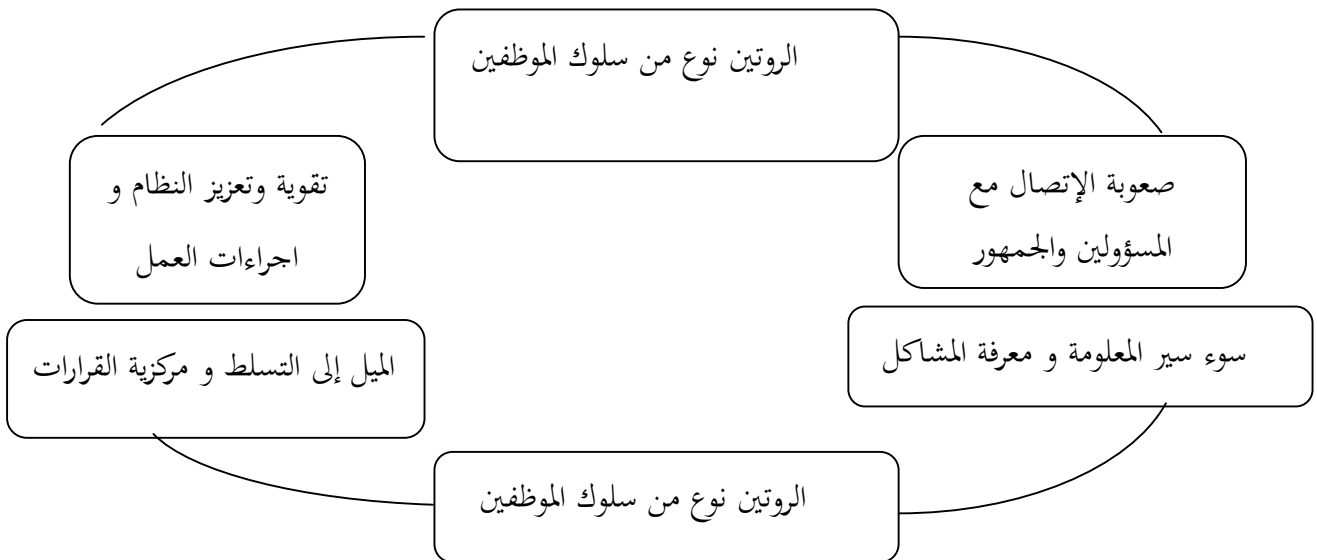 الروتين نوع من سلوك الموظفين
صعوبة الإتصال مع
المسؤولين والجمهور
تقوية وتعزيز النظام و
اجراءات العمل
سوء سير المعلومة و معرفة المشاكل
الميل إلى التسلط و مركزية القرارات
الروتين نوع من سلوك الموظفين